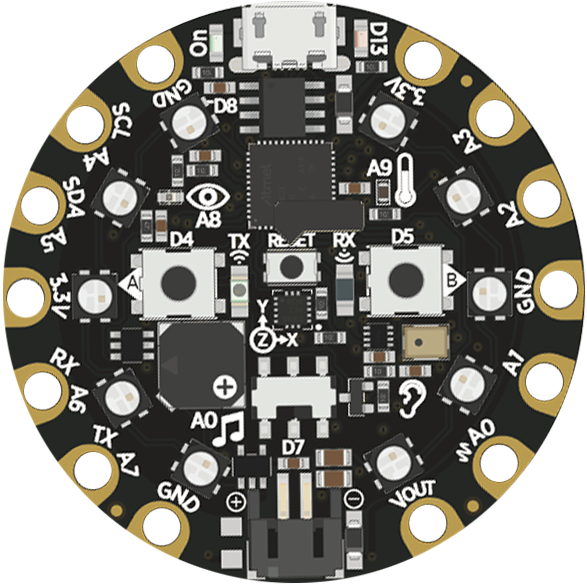 On
D13
GND
D8
3.3V
SCL
A4
A3
A9
SDA
A5
A8
A2
D4
TX
RESET
RX
D5
A
B
3.3V
GND
Y
Z
X
RX
A6
A1
A0
TX
A7
D7
A0
GND
+
−
VOUT